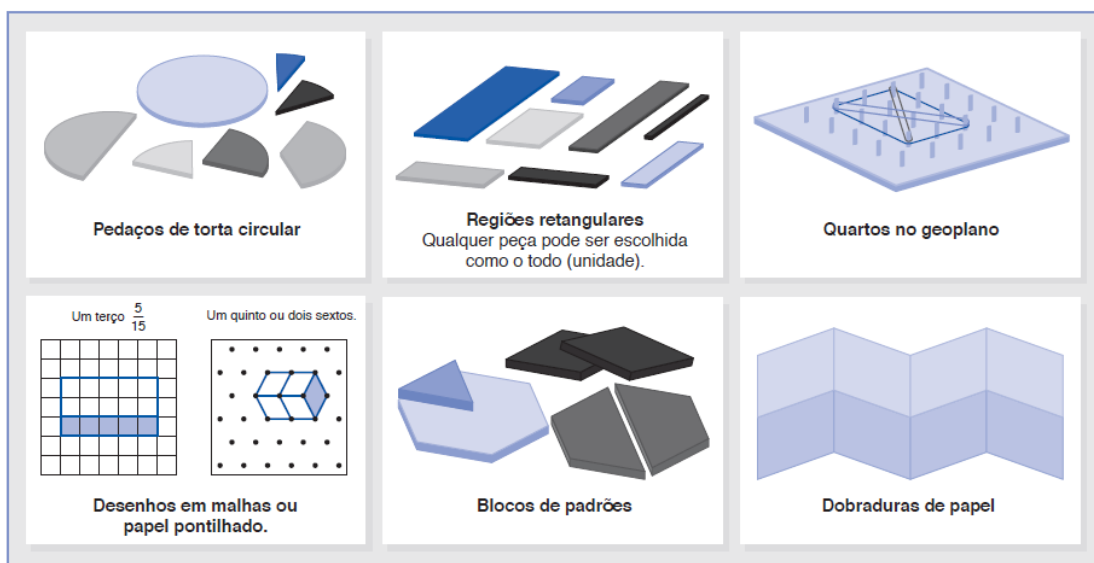 Pedaços de torta circular
Regiões retangulares
Qualquer peça pode ser escolhida
como o todo (unidade).
Quartos no geoplano
Um terço 5/15
Um quinto ou dois sextos.
Desenhos em malhas ou
papel pontilhado.
Blocos de padrões
Dobraduras de papel